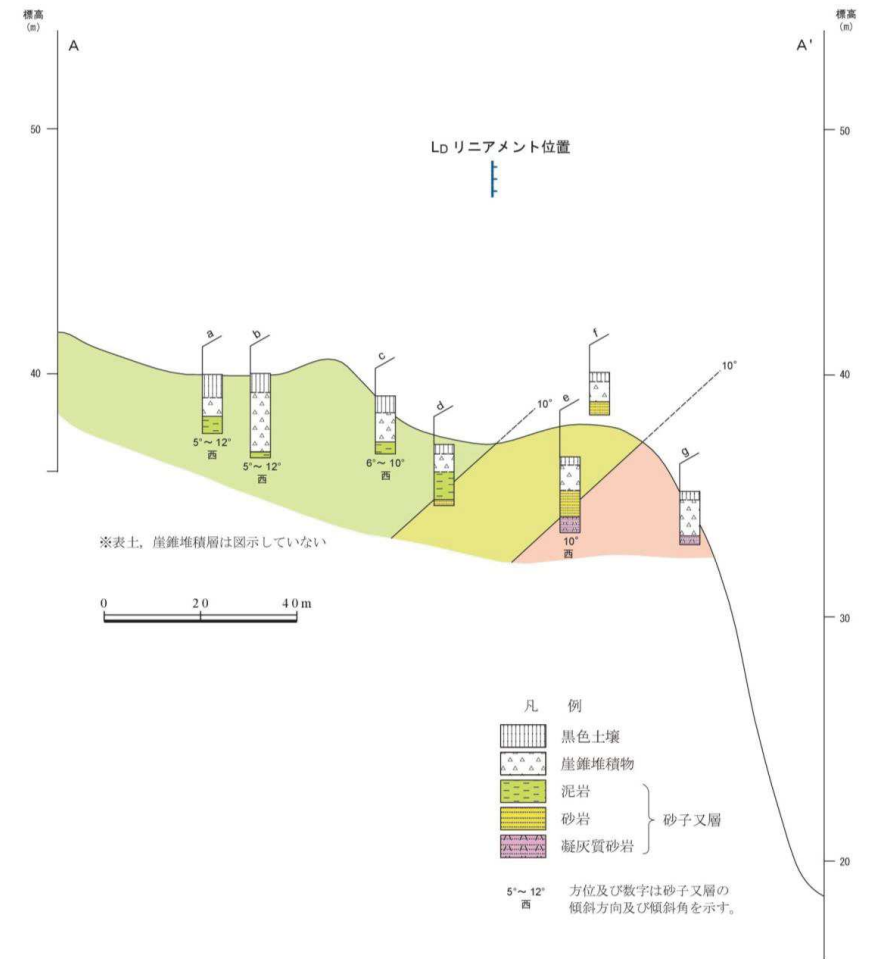 標高
(m)
標高
(m)
A
A'
50
50
LD リニアメント位置
a
b
c
d
e
f
g
40
40
10°
10°
5°～12°
西
5°～12°
西
6°～10°
西
10°
西
※表土，崖錐堆積層は図示していない
0 20 40m
30
凡 例
黒色土壌
崖錐堆積物
泥岩
砂岩
凝灰質砂岩
砂子又層
20
5°～12°
西
方位及び数字は砂子又層の
傾斜方向及び傾斜角を示す。